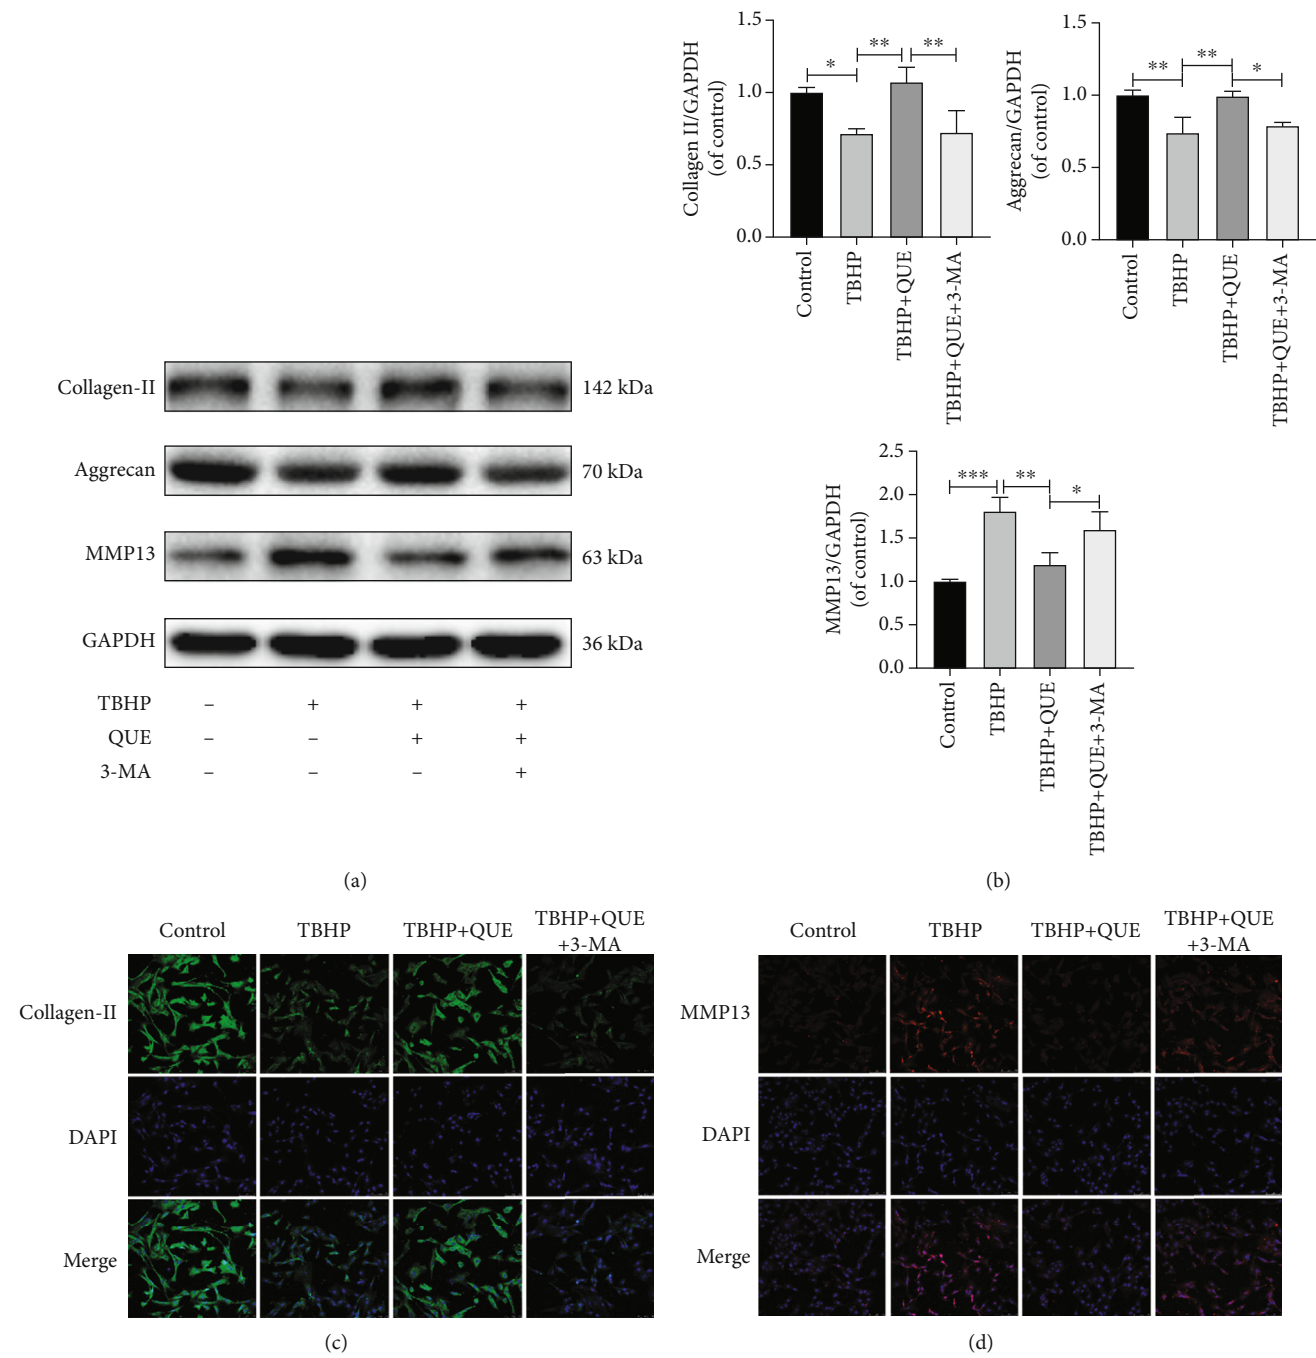 Collagen-II
142 kDa
Aggrecan
70 kDa
MMP13
63 kDa
GAPDH
36 kDa
TBHP – + + +
QUE – – + +
3-MA – – – +
(a)
Collagen II/GAPDH
(of control)
1.5
1.0
0.5
0.0
* ** **
Control
TBHP
TBHP+QUE
TBHP+QUE+3-MA
Aggrecan/GAPDH
(of control)
1.5
1.0
0.5
0.0
** ** *
Control
TBHP
TBHP+QUE
TBHP+QUE+3-MA
MMP13/GAPDH
(of control)
2.5
2.0
1.5
1.0
0.5
0.0
*** ** *
Control
TBHP
TBHP+QUE
TBHP+QUE+3-MA
(b)
Control TBHP TBHP+QUE TBHP+QUE
+3-MA
Collagen-II
DAPI
Merge
(c)
Control TBHP TBHP+QUE TBHP+QUE
+3-MA
MMP13
DAPI
Merge
(d)